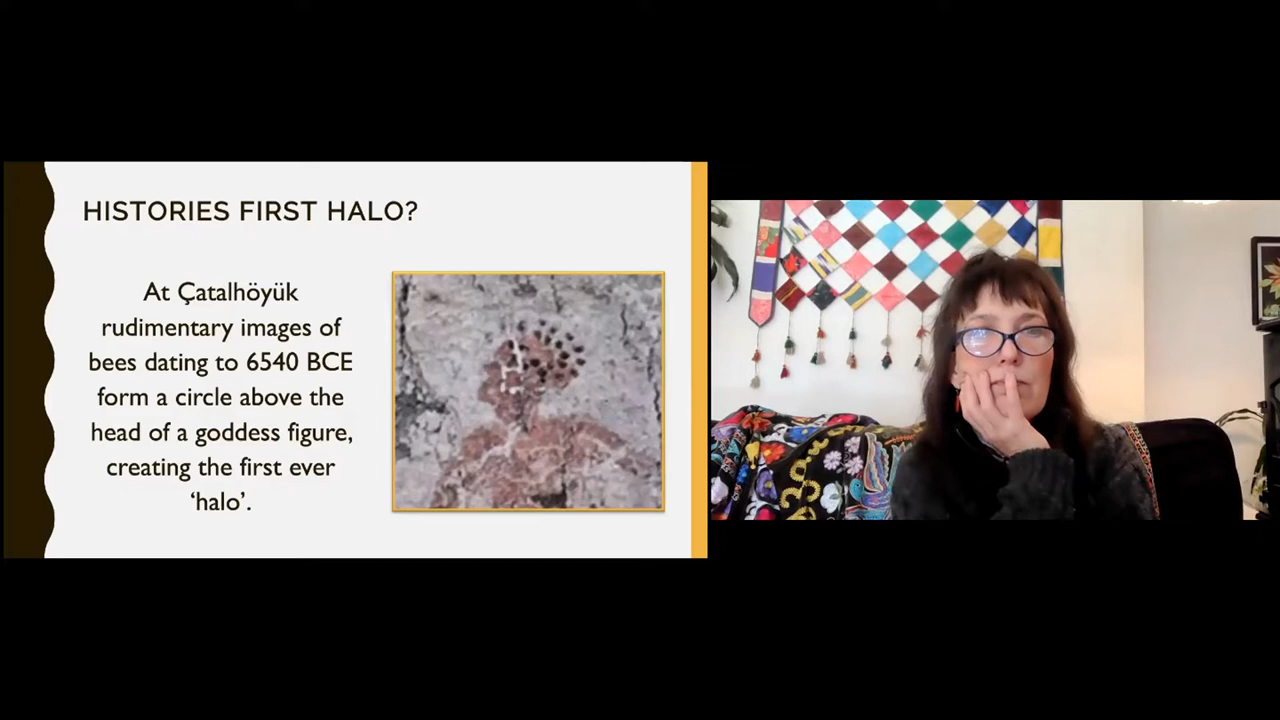 HISTORIES FIRST HALO?
At Çatalhöyük
rudimentary images of
bees dating to 6540 BCE
form a circle above the
head of a goddess figure,
creating the first ever
‘halo’.